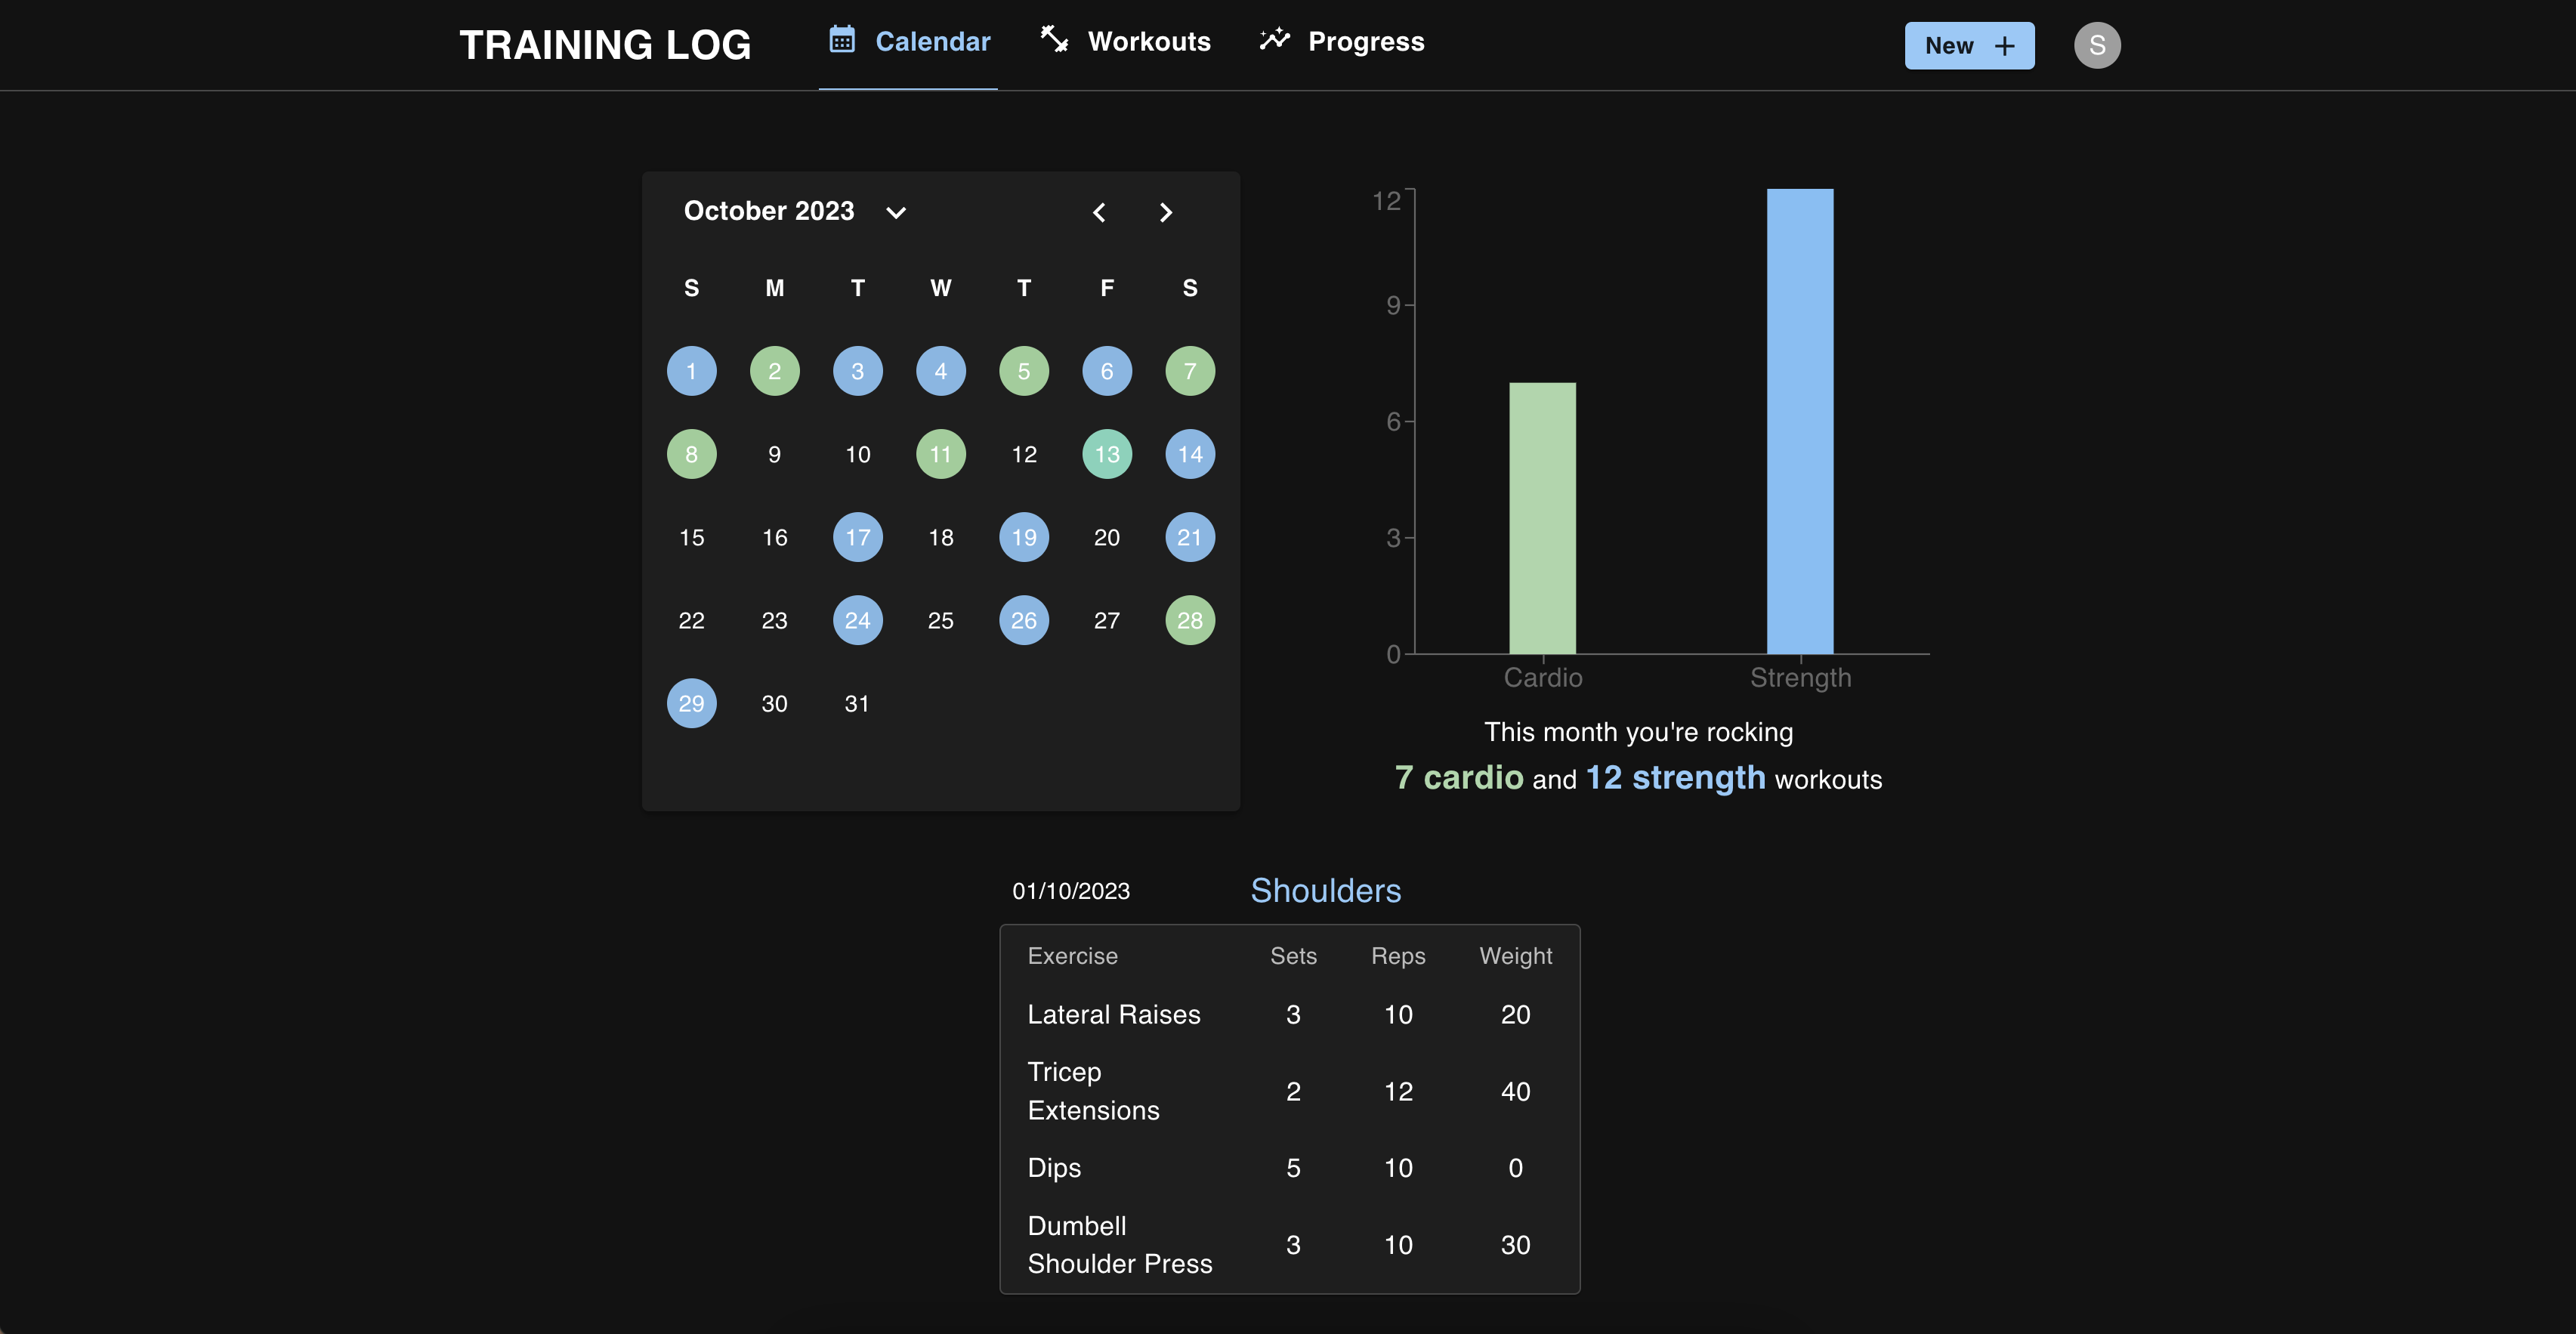 TRAINING LOG Calendar Workouts Progress New + S
October 2023
S M T W T F S
1 2 3 4 5 6 7
8 9 10 11 12 13 14
15 16 17 18 19 20 21
22 23 24 25 26 27 28
29 30 31
12
9
6
3
0
Cardio Strength
This month you're rocking
7 cardio and 12 strength workouts
01/10/2023 Shoulders
Exercise Sets Reps Weight
Lateral Raises 3 10 20
Tricep
Extensions 2 12 40
Dips 5 10 0
Dumbell
Shoulder Press 3 10 30